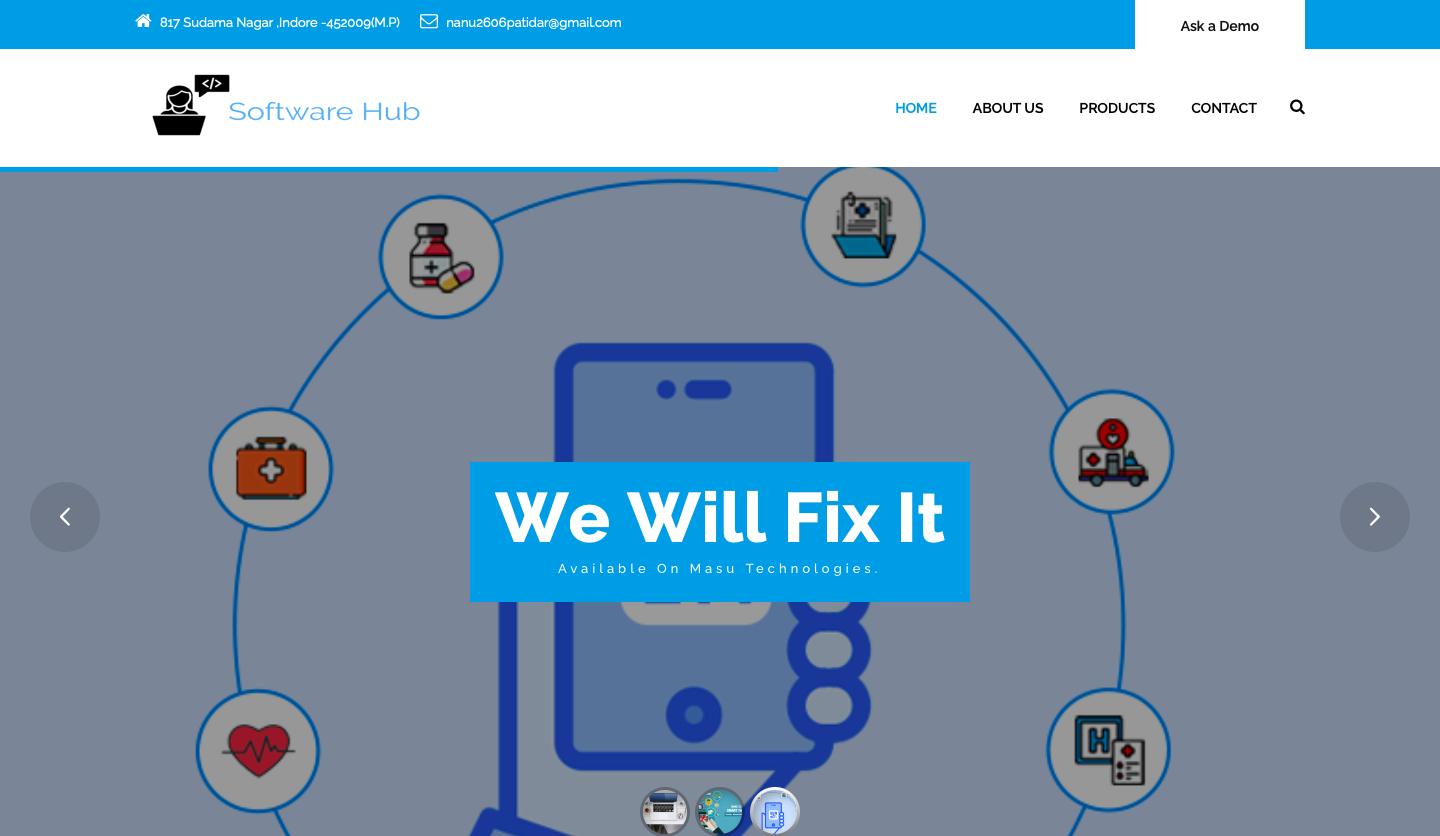 817 Sudama Nagar ,Indore -452009(M.P)
nanu2606patidar@gmail.com
Ask a Demo
</>
Software Hub
HOME
ABOUT US
PRODUCTS
CONTACT
H
We Will Fix It
Available On Masu Technologies.